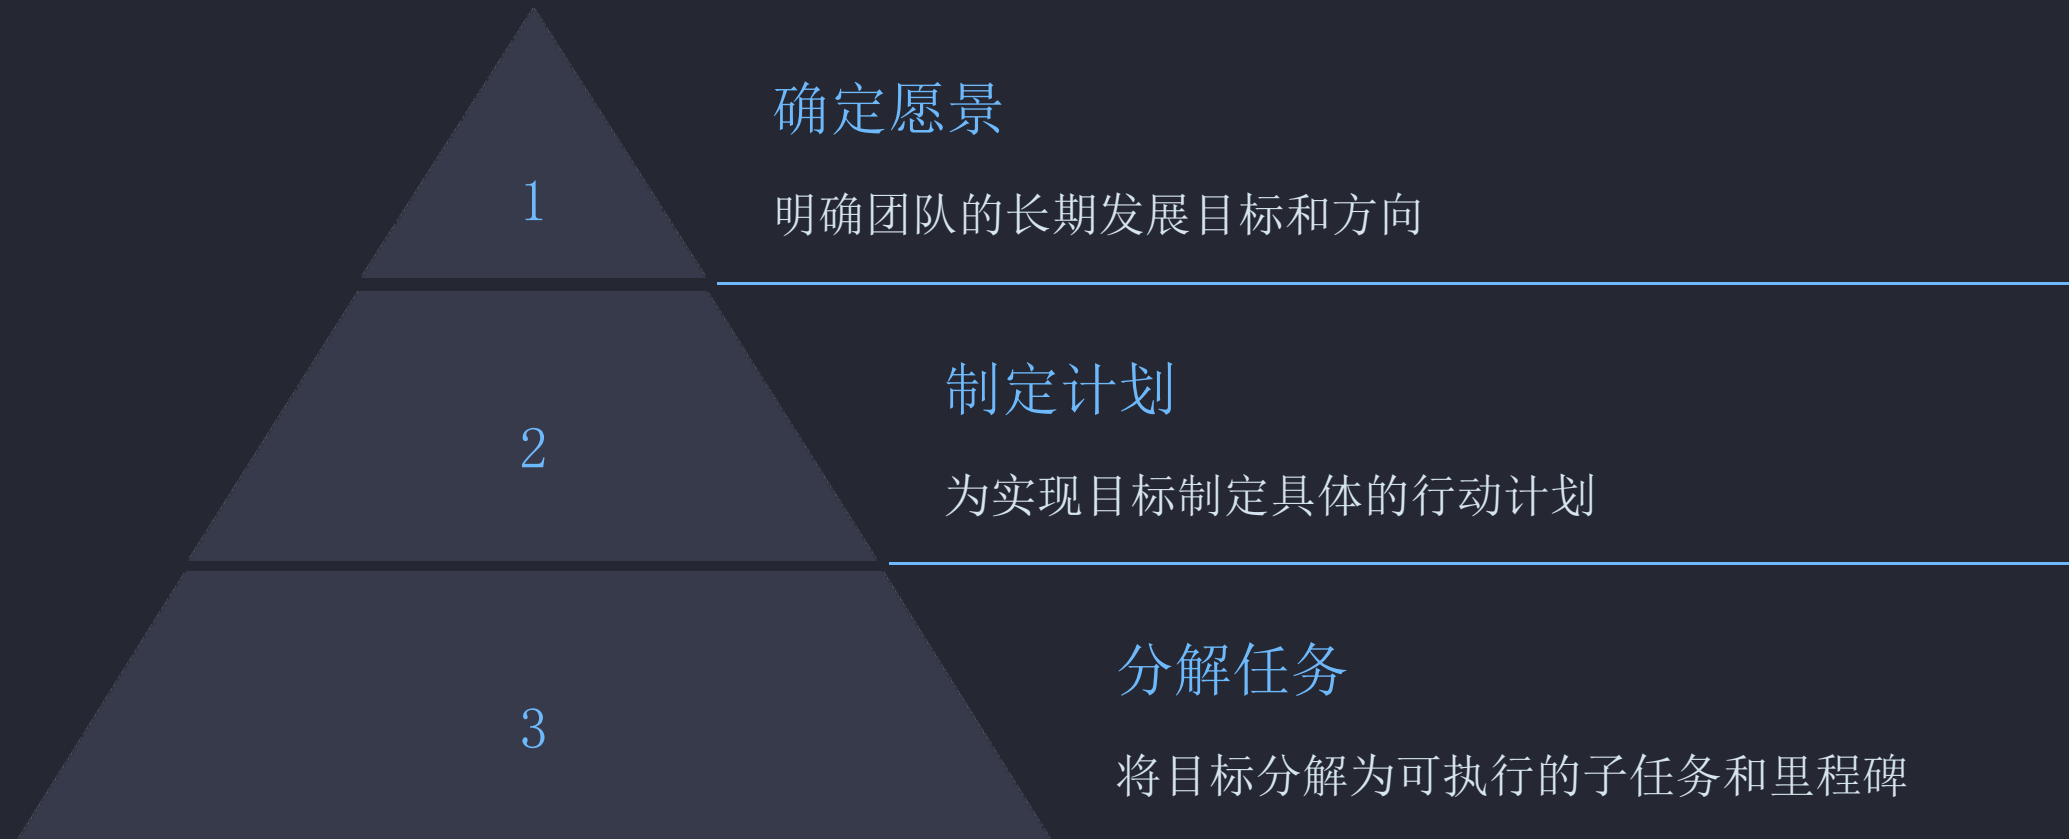 1
确定愿景
明确团队的长期发展目标和方向
2
制定计划
为实现目标制定具体的行动计划
3
分解任务
将目标分解为可执行的子任务和里程碑